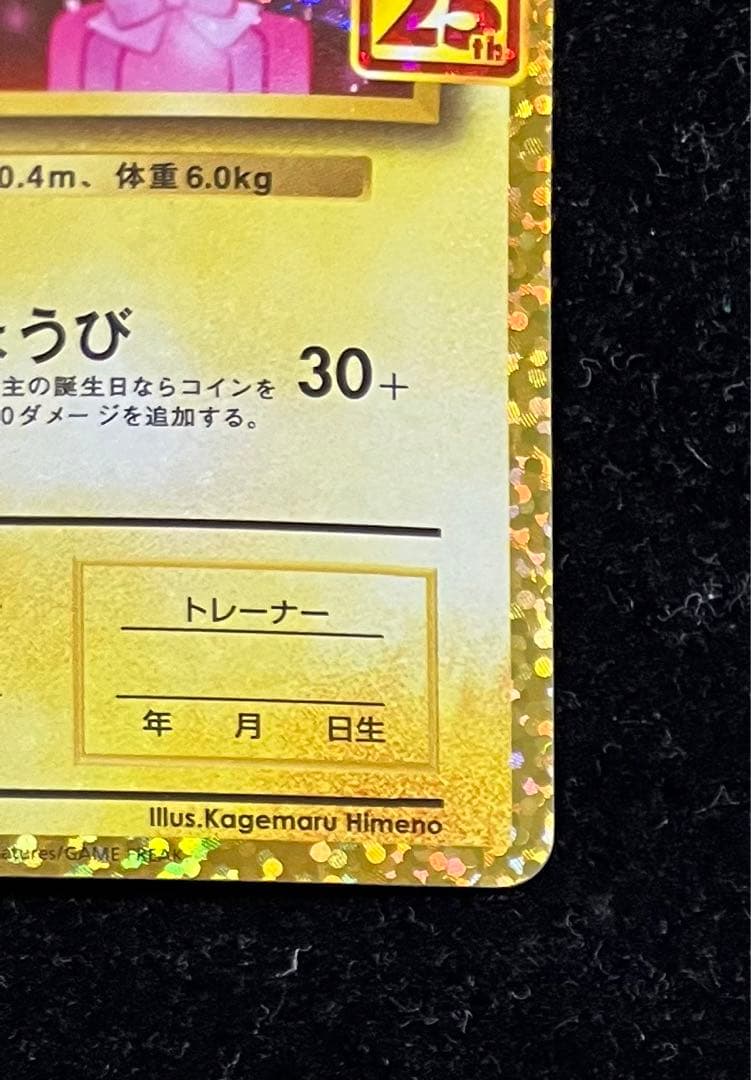 25th
0.4m、体重6.0kg
ょうび
30+
主の誕生日ならコインを
0ダメージを追加する。
トレーナー
年 月 日生
Illus.Kagemaru Himeno
atures/GAME FREAK